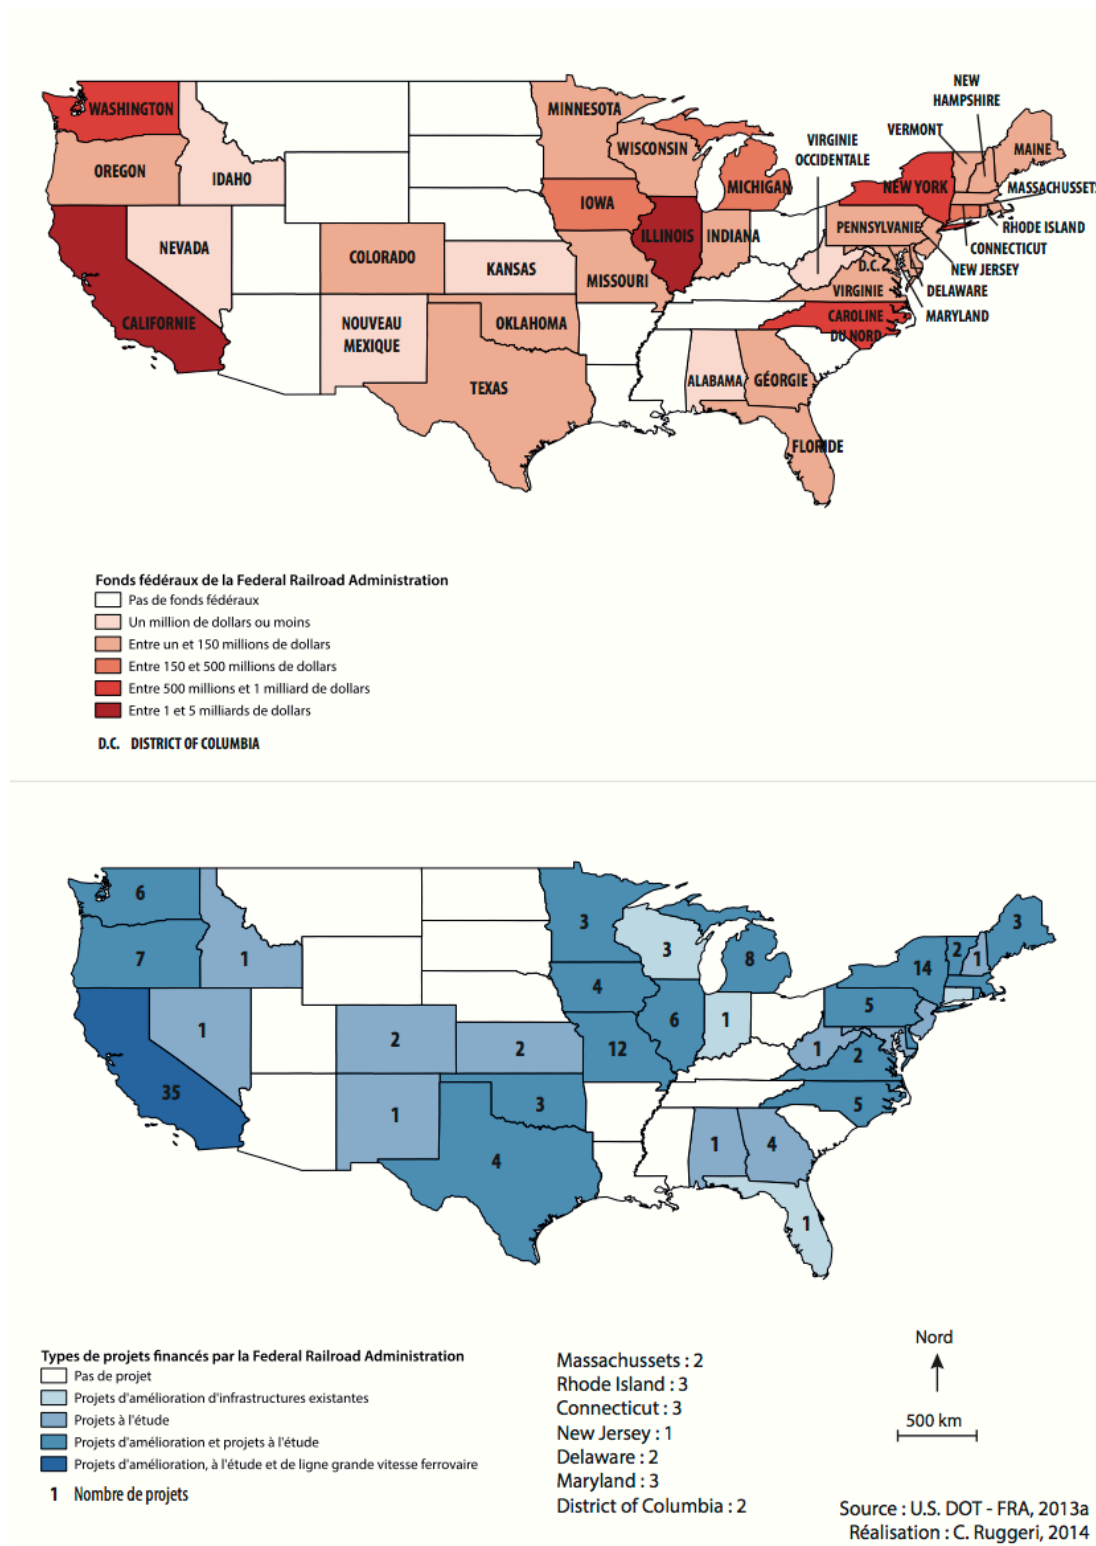 NEW
HAMPSHIRE
VERMONT
VIRGINIE
OCCIDENTALE
MAINE
WASHINGTON
MINNESOTA
WISCONSIN
OREGON
IDAHO
MICHIGAN
NEW YORK
MASSACHUSSETS
IOWA
RHODE ISLAND
PENNSYLVANIE
ILLINOIS
INDIANA
CONNECTICUT
NEVADA
COLORADO
KANSAS
D.C.
NEW JERSEY
MISSOURI
VIRGINIE
DELAWARE
CALIFORNIE
NOUVEAU
MEXIQUE
OKLAHOMA
CAROLINE
DU NORD
MARYLAND
TEXAS
ALABAMA
GÉORGIE
FLORIDE
Fonds fédéraux de la Federal Railroad Administration
Pas de fonds fédéraux
Un million de dollars ou moins
Entre un et 150 millions de dollars
Entre 150 et 500 millions de dollars
Entre 500 millions et 1 milliard de dollars
Entre 1 et 5 milliards de dollars
D.C. DISTRICT OF COLUMBIA
6
3
3
7
1
3
8
14
2
1
4
5
6
1
1
2
2
12
1
2
35
1
3
5
4
1
4
1
Nord
500 km
Types de projets financés par la Federal Railroad Administration
Pas de projet
Projets d'amélioration d'infrastructures existantes
Projets à l'étude
Projets d'amélioration et projets à l'étude
Projets d'amélioration, à l'étude et de ligne grande vitesse ferrovaire
1 Nombre de projets
Massachussets : 2
Rhode Island : 3
Connecticut : 3
New Jersey : 1
Delaware : 2
Maryland : 3
District of Columbia : 2
Source : U.S. DOT - FRA, 2013a
Réalisation : C. Ruggeri, 2014